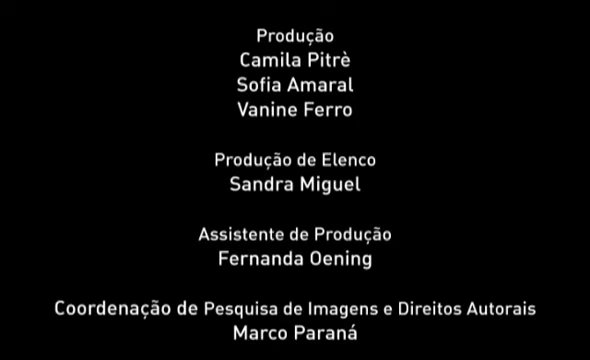 Produção
Camila Pitrè
Sofia Amaral
Vanine Ferro
Produção de Elenco
Sandra Miguel
Assistente de Produção
Fernanda Oening
Coordenação de Pesquisa de Imagens e Direitos Autorais
Marco Paraná